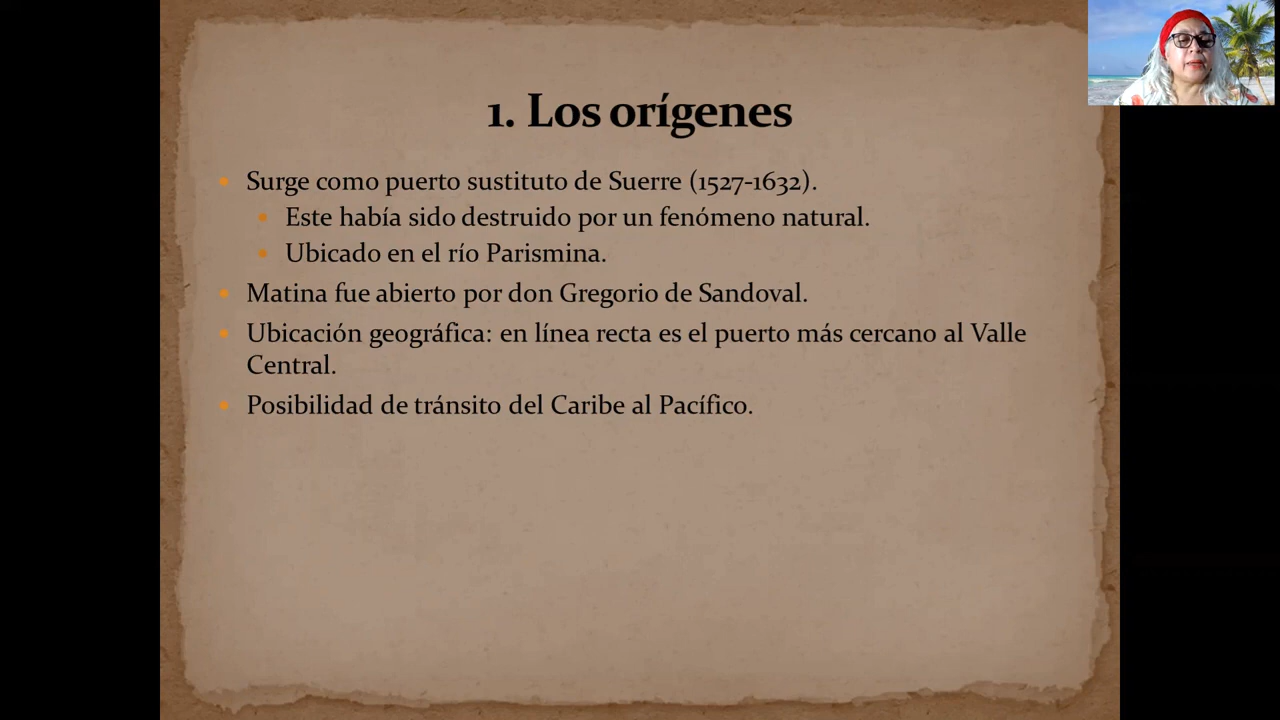 1. Los orígenes
Surge como puerto sustituto de Suerre (1527-1632).
Este había sido destruido por un fenómeno natural.
Ubicado en el río Parismina.
Matina fue abierto por don Gregorio de Sandoval.
Ubicación geográfica: en línea recta es el puerto más cercano al Valle
Central.
Posibilidad de tránsito del Caribe al Pacífico.